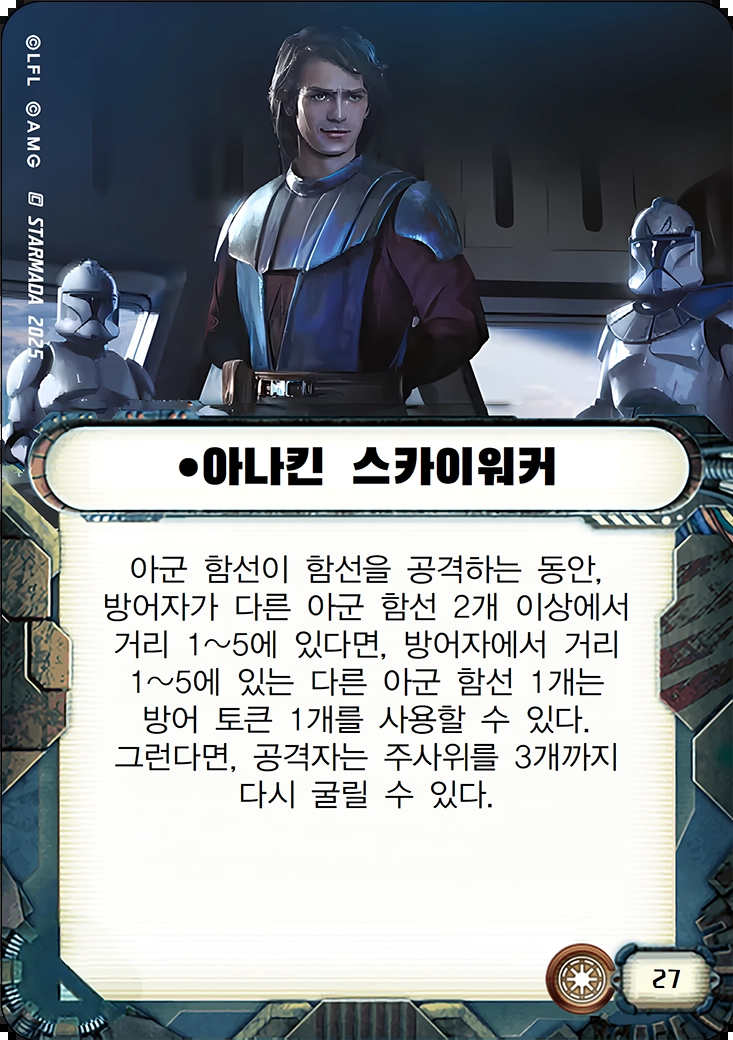 ©LFL ©AMG
STARMADA 2025
•아나킨 스카이워커
아군 함선이 함선을 공격하는 동안,
방어자가 다른 아군 함선 2개 이상에서
거리 1~5에 있다면, 방어자에서 거리
1~5에 있는 다른 아군 함선 1개는
방어 토큰 1개를 사용할 수 있다.
그런다면, 공격자는 주사위를 3개까지
다시 굴릴 수 있다.
27